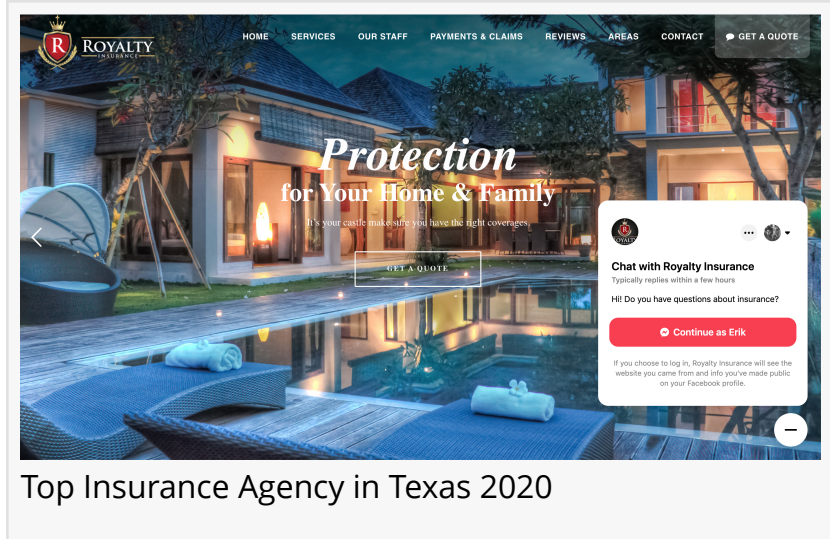 R
ROYALTY
INSURANCE
HOME SERVICES OUR STAFF PAYMENTS & CLAIMS REVIEWS AREAS CONTACT GET A QUOTE
Protection
for Your Home & Family
It's your castle make sure you have the right coverages.
GET A QUOTE
R
ROYALTY
Chat with Royalty Insurance
Typically replies within a few hours
Hi! Do you have questions about insurance?
Continue as Erik
If you choose to log in, Royalty Insurance will see the
website you came from and info you've made public
on your Facebook profile.
Top Insurance Agency in Texas 2020